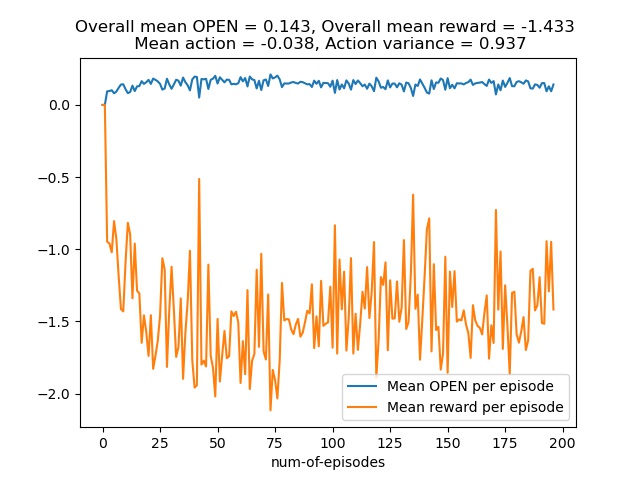 Overall mean OPEN = 0.143, Overall mean reward = -1.433
Mean action = -0.038, Action variance = 0.937
0.0
−0.5
−1.0
−1.5
−2.0
Mean OPEN per episode
Mean reward per episode
0 25 50 75 100 125 150 175 200
num-of-episodes